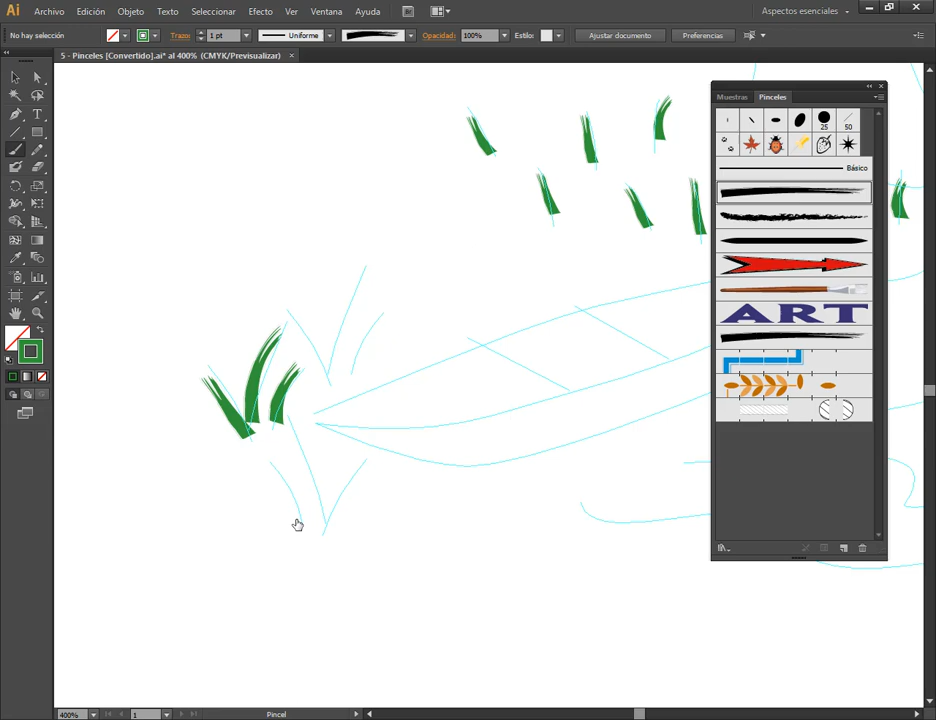 Ai Archivo Edición Objeto Texto Seleccionar Efecto Ver Ventana Ayuda Br Aspectos esenciales
No hay selección Trazo: 1 pt Uniforme Opacidad: 100% Estilo: Ajustar documento Preferencias
5 - Pinceles [Convertido].ai* al 400% (CMYK/Previsualizar)
Muestras Pinceles
25 50
Básico
ART
400% 1 Pincel